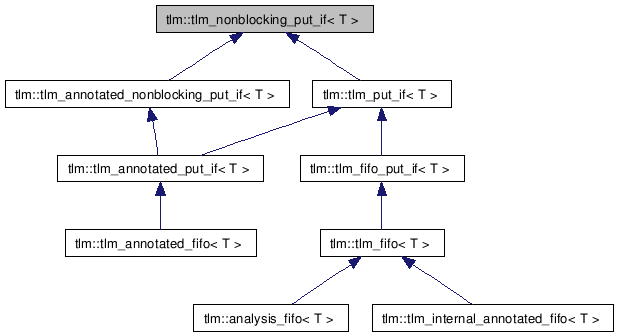 tlm::tlm_nonblocking_put_if< T >
tlm::tlm_annotated_nonblocking_put_if< T >
tlm::tlm_put_if< T >
tlm::tlm_annotated_put_if< T >
tlm::tlm_fifo_put_if< T >
tlm::tlm_annotated_fifo< T >
tlm::tlm_fifo< T >
tlm::analysis_fifo< T >
tlm::tlm_internal_annotated_fifo< T >